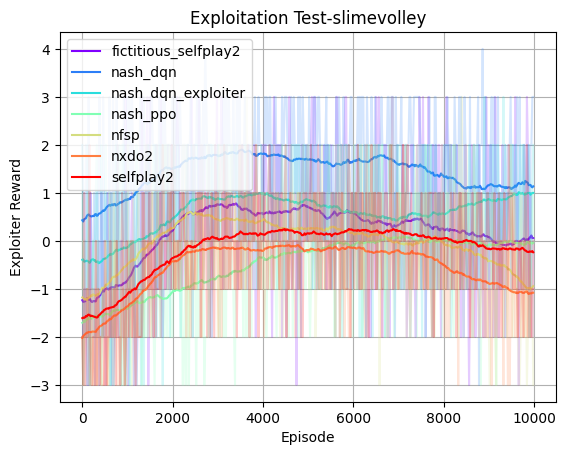 Exploitation Test-slimevolley
fictitious_selfplay2
nash_dqn
nash_dqn_exploiter
nash_ppo
nfsp
nxdo2
selfplay2
Exploiter Reward
4
3
2
1
0
−1
−2
−3
0 2000 4000 6000 8000 10000
Episode